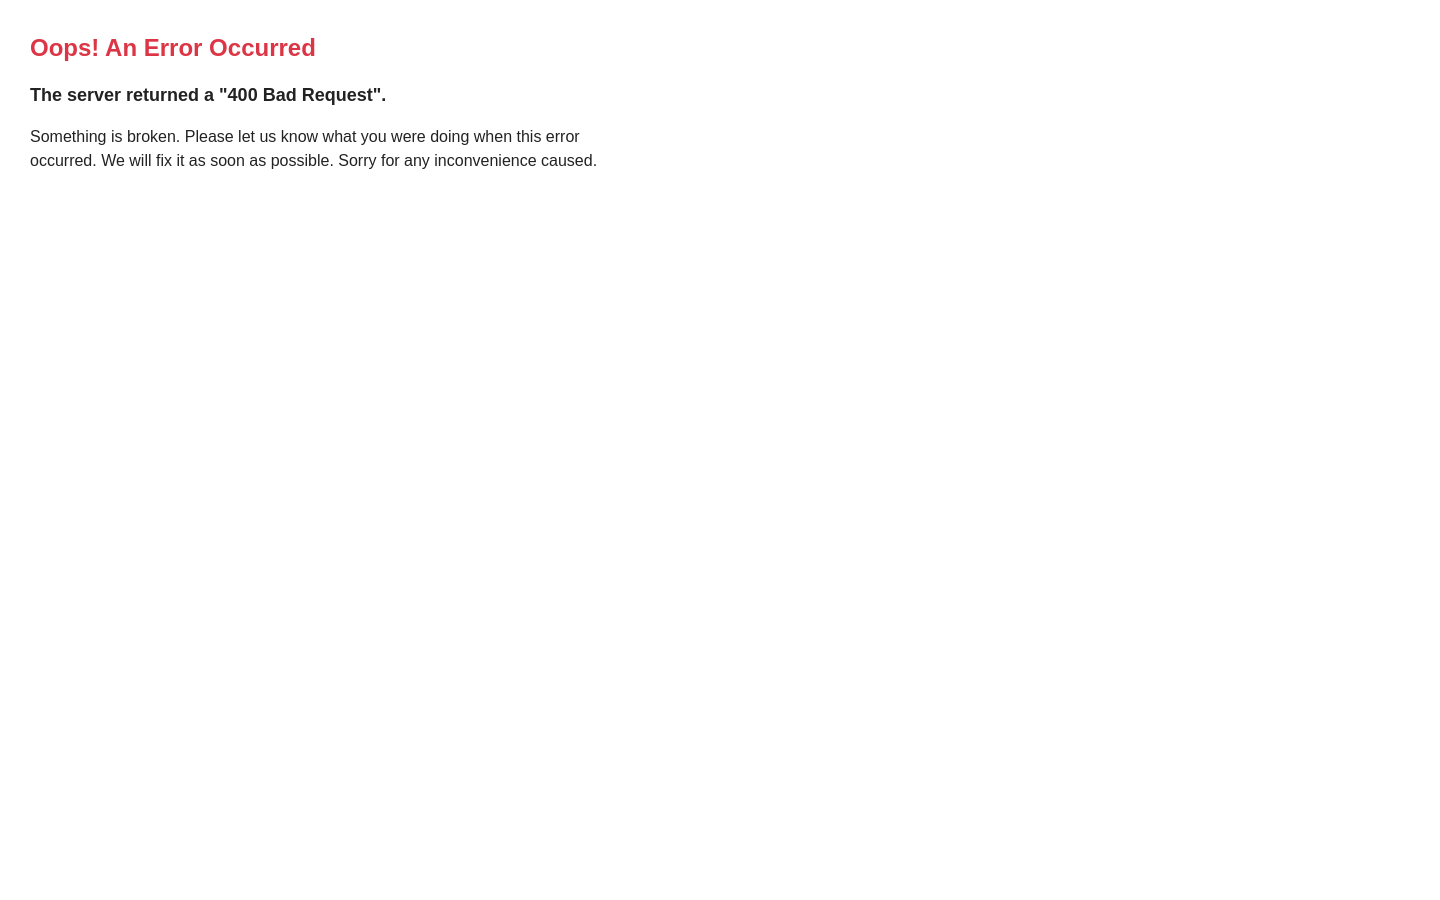 Oops! An Error Occurred
The server returned a "400 Bad Request".
Something is broken. Please let us know what you were doing when this error
occurred. We will fix it as soon as possible. Sorry for any inconvenience caused.